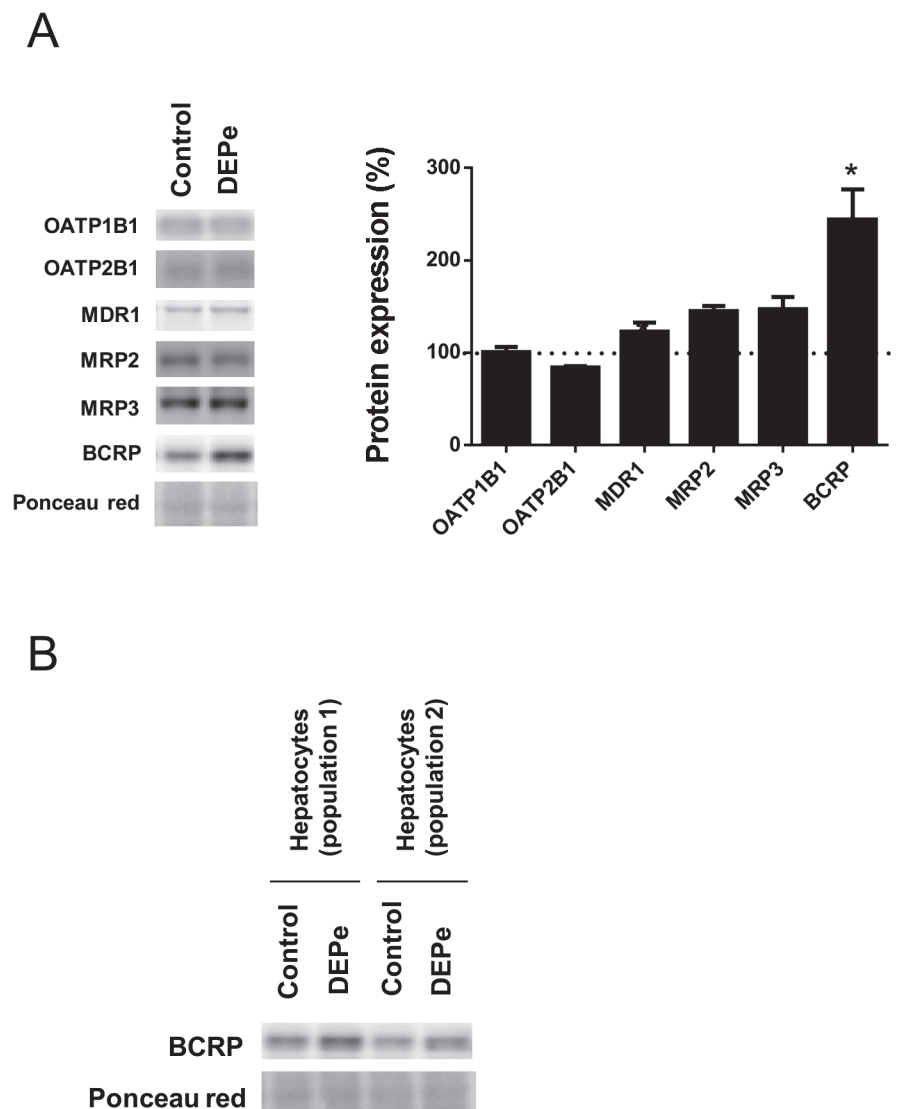 A
Control
DEPe
OATP1B1
OATP2B1
MDR1
MRP2
MRP3
BCRP
Ponceau red
Protein expression (%)
300
200
100
0
*
OATP1B1
OATP2B1
MDR1
MRP2
MRP3
BCRP
B
Hepatocytes
(population 1)
Hepatocytes
(population 2)
Control
DEPe
Control
DEPe
BCRP
Ponceau red